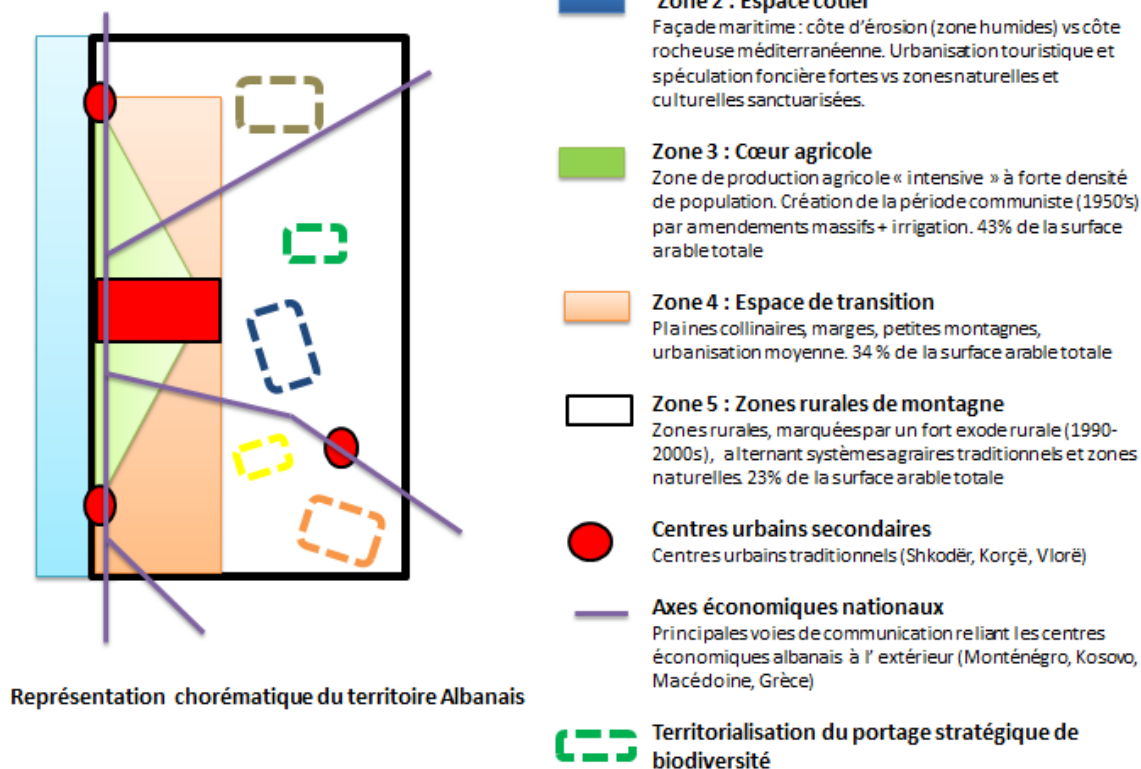 Zone 2 : Espace côtier
Façade maritime : côte d'érosion (zone humides) vs côte
rocheuse méditerranéenne. Urbanisation touristique et
spéculation foncière fortes vs zones naturelles et
culturelles sanctuarisées.
Zone 3 : Cœur agricole
Zone de production agricole « intensive » à forte densité
de population. Création de la période communiste (1950's)
par amendements massifs + irrigation. 43% de la surface
arable totale
Zone 4 : Espace de transition
Plaines collinaires, marges, petites montagnes,
urbanisation moyenne. 34 % de la surface arable totale
Zone 5 : Zones rurales de montagne
Zones rurales, marquées par un fort exode rurale (1990-
2000s), alternant systèmes agraires traditionnels et zones
naturelles. 23% de la surface arable totale
Centres urbains secondaires
Centres urbains traditionnels (Shkodër, Korçë, Vlorë)
Axes économiques nationaux
Principales voies de communication reliant les centres
économiques albanais à l' extérieur (Monténégro, Kosovo,
Macédoine, Grèce)
Représentation chorématique du territoire Albanais
Territorialisation du portage stratégique de
biodiversité